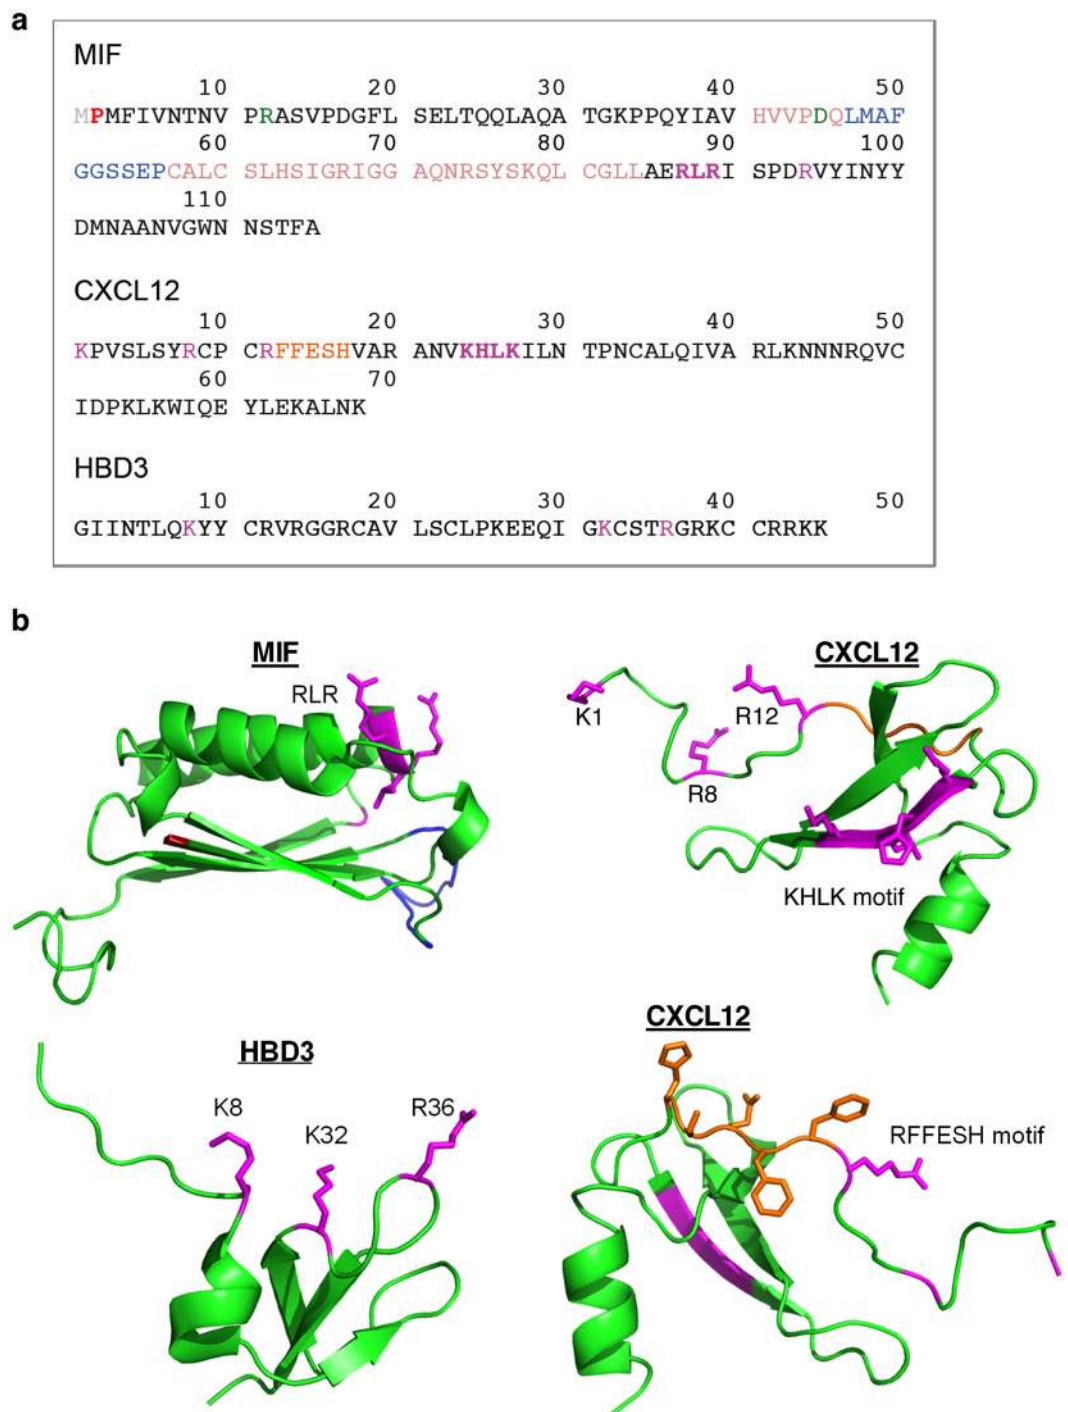 a
MIF
10 20 30 40 50
MPMFIVNTNV PRASVPDGFL SELTQQLAQA TGKPPQYIAV HVVPDQLMAF
60 70 80 90 100
GGSSEPCALC SLHSIGRIGG AQNRSYSKQL CGLLAERLRI SPDRVYINYY
110
DMNAANVGWN NSTFA
CXCL12
10 20 30 40 50
KPVSLSYRCP CRFFESHVAR ANVKHLKILN TPNCALQIVA RLKNNNRQVC
60 70
IDPKLKWIQE YLEKALNK
HBD3
10 20 30 40 50
GIINTLQKYY CRVRGGRCAV LSCLPKEEQI GKCSTRGRKC CRRKK
b
MIF
RLR
CXCL12
K1
R12
R8
KHLK motif
HBD3
K8
K32
R36
CXCL12
RFFESH motif